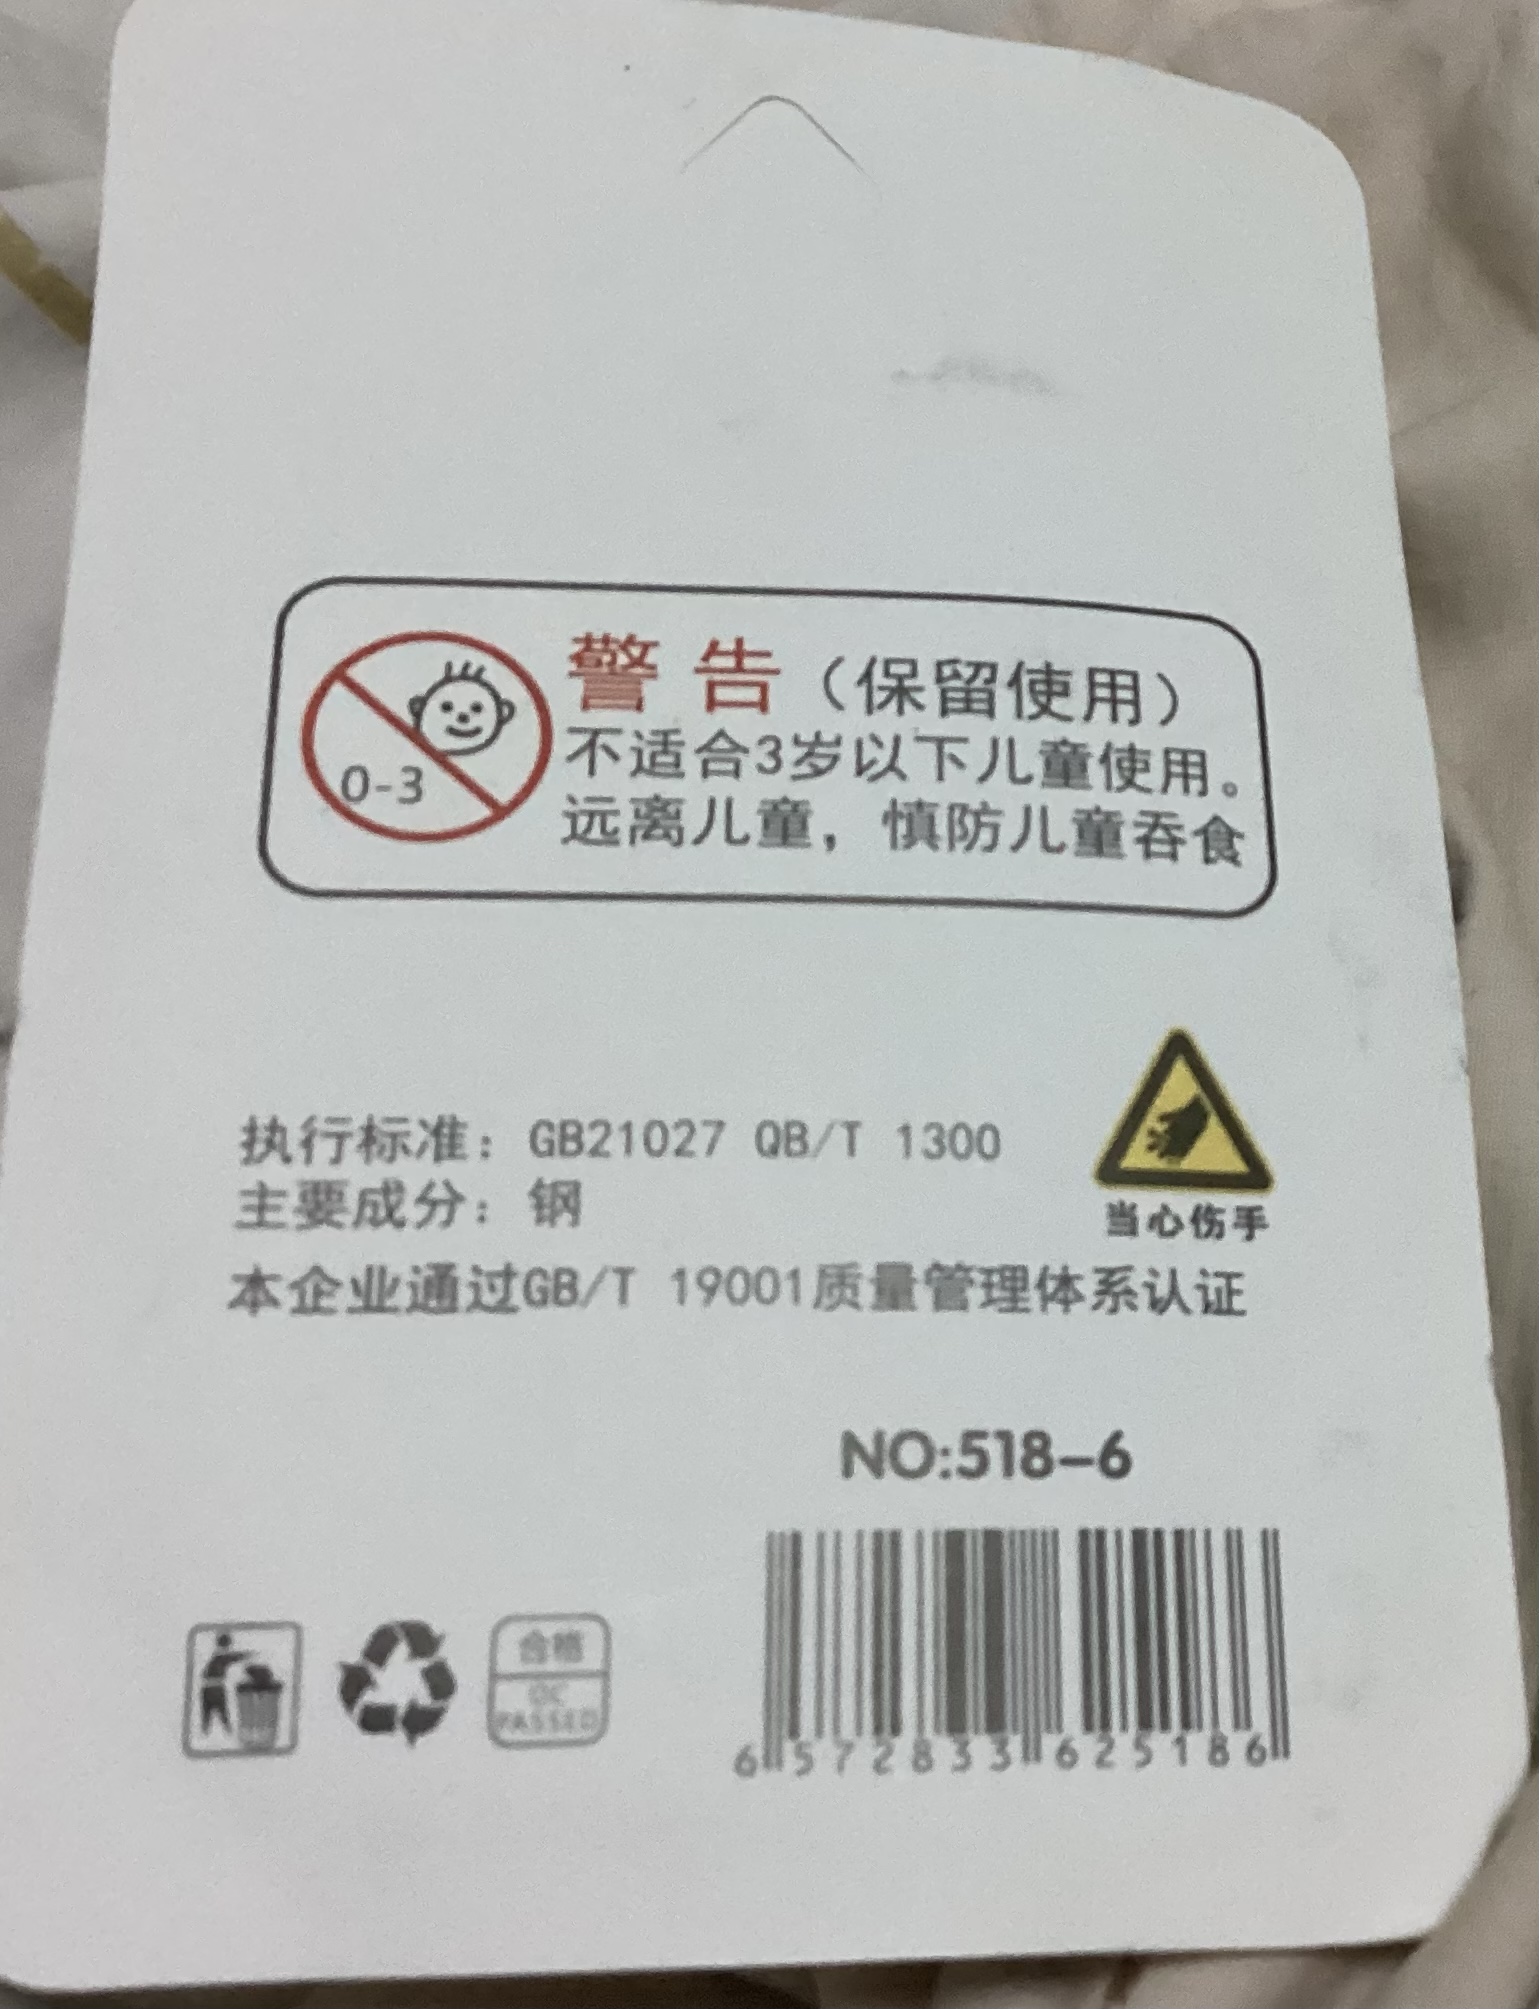 警告（保留使用）
0-3
不适合3岁以下儿童使用。
远离儿童，慎防儿童吞食
执行标准：GB21027 QB/T 1300
主要成分：钢
当心伤手
本企业通过GB/T 19001质量管理体系认证
NO:518-6
合格
QC
PASSED
6 572833 625186